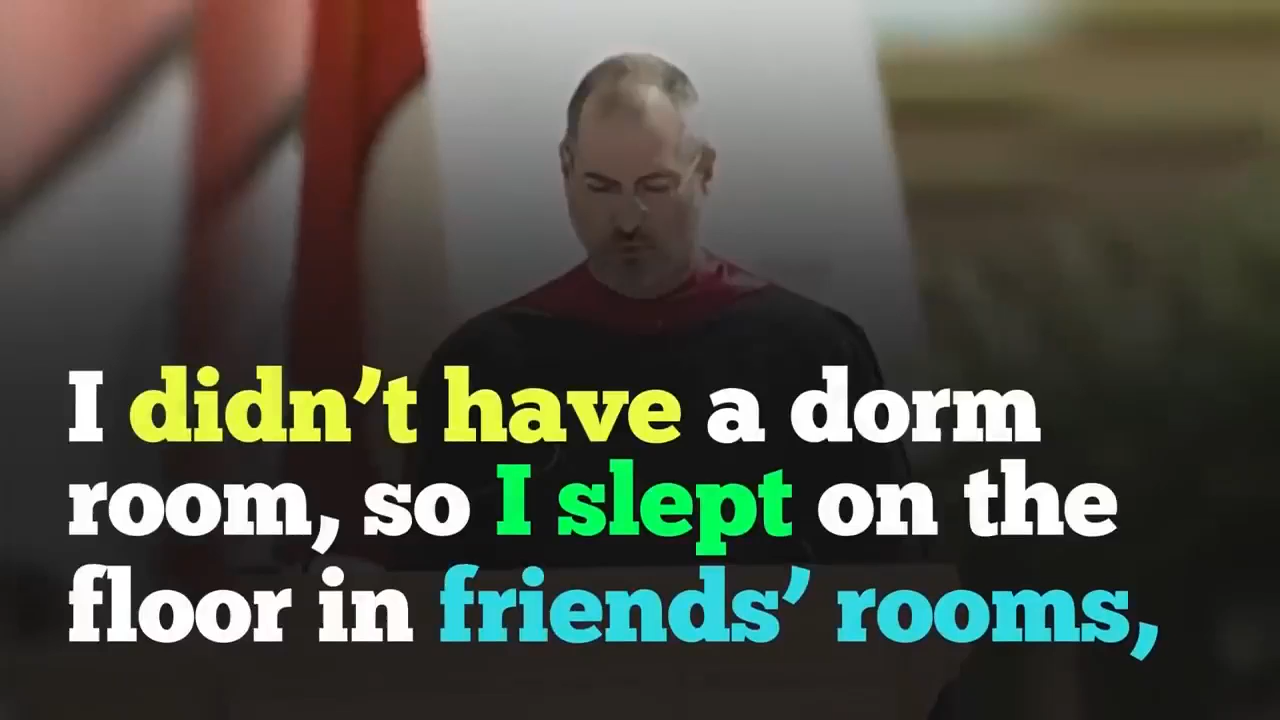 I didn’t have a dorm
room, so I slept on the
floor in friends’ rooms,